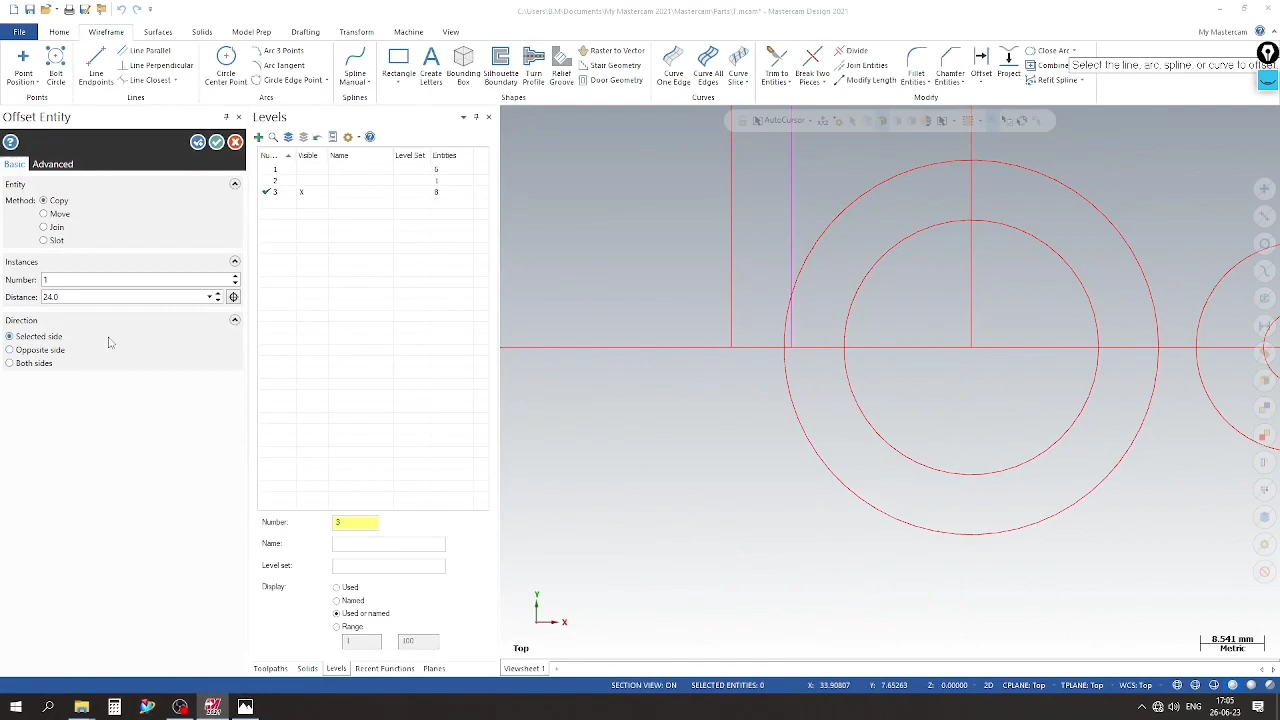 C:\Users\B.M\Documents\My Mastercam 2021\Mastercam\Parts\T.mcam* - Mastercam Design 2021
File Home Wireframe Surfaces Solids Model Prep Drafting Transform Machine View My Mastercam
Point Position
Bolt Circle
Points
Line Endpoints
Line Parallel
Line Perpendicular
Line Closest
Lines
Circle Center Point
Arc 3 Points
Arc Tangent
Circle Edge Point
Arcs
Spline Manual
Splines
Rectangle
Create Letters
Bounding Box
Silhouette Boundary
Turn Profile
Relief Groove
Raster to Vector
Stair Geometry
Door Geometry
Shapes
Curve One Edge
Curve All Edges
Curve Slice
Curves
Trim to Entities
Break Two Pieces
Divide
Join Entities
Modify Length
Fillet Entities
Chamfer Entities
Offset
Project
Close Arc
Combine
Refit Spline
Modify
Select the line, arc, spline, or curve to offset
Offset Entity
Basic Advanced
Entity
Method: Copy
Move
Join
Slot
Instances
Number: 1
Distance: 24.0
Direction
Selected side
Opposite side
Both sides
Levels
Nu... Visible Name Level Set Entities
1 6
2 1
3 X 8
Number: 3
Name:
Level set:
Display: Used
Named
Used or named
Range
1 100
Toolpaths Solids Levels Recent Functions Planes
AutoCursor
Y
X
Top
8.541 mm
Metric
Viewsheet 1 +
SECTION VIEW: ON SELECTED ENTITIES: 0 X: 33.90807 Y: 7.65263 Z: 0.00000 2D CPLANE: Top TPLANE: Top WCS: Top
ENG 17:05
26-06-23